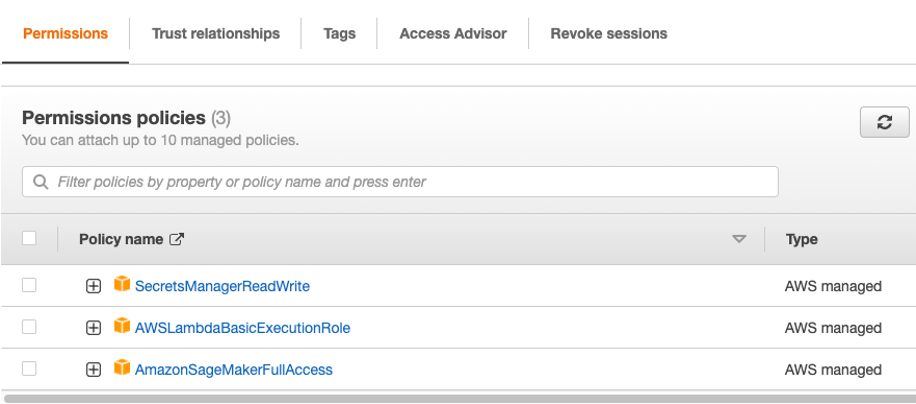 Permissions Trust relationships Tags Access Advisor Revoke sessions
Permissions policies (3)
You can attach up to 10 managed policies.
Filter policies by property or policy name and press enter
Policy name Type
SecretsManagerReadWrite AWS managed
AWSLambdaBasicExecutionRole AWS managed
AmazonSageMakerFullAccess AWS managed